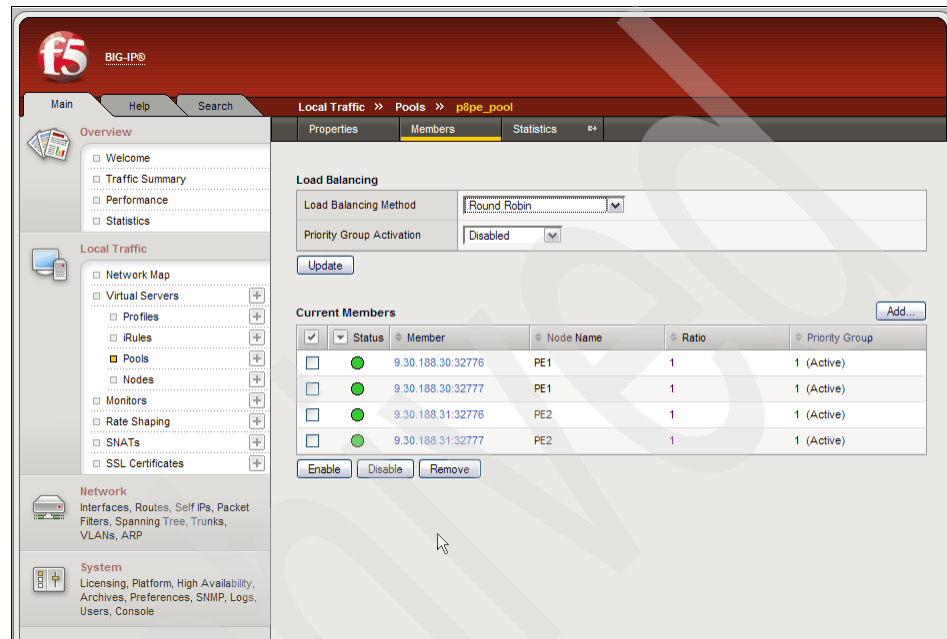 f5
BIG-IP®
Main
Help
Search
Local Traffic » Pools » p8pe_pool
Properties
Members
Statistics
Overview
Welcome
Traffic Summary
Performance
Statistics
Local Traffic
Network Map
Virtual Servers
Profiles
iRules
Pools
Nodes
Monitors
Rate Shaping
SNATs
SSL Certificates
Network
Interfaces, Routes, Self IPs, Packet
Filters, Spanning Tree, Trunks,
VLANs, ARP
System
Licensing, Platform, High Availability,
Archives, Preferences, SNMP, Logs,
Users, Console
Load Balancing
Load Balancing Method Round Robin
Priority Group Activation Disabled
Update
Current Members
Add...
Status Member Node Name Ratio Priority Group
9.30.188.30:32776 PE1 1 1 (Active)
9.30.188.30:32777 PE1 1 1 (Active)
9.30.188.31:32776 PE2 1 1 (Active)
9.30.188.31:32777 PE2 1 1 (Active)
Enable Disable Remove